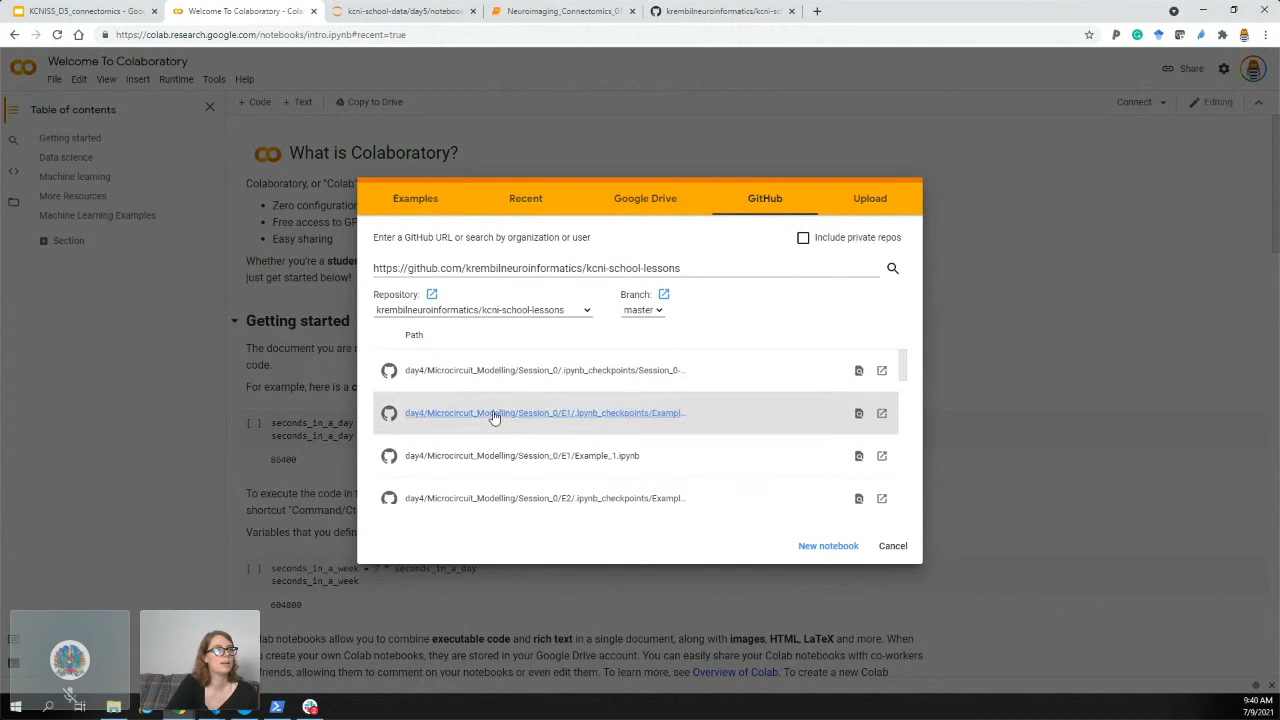 KCNISS_D5_connectomics - Goog
Welcome To Colaboratory - Colab
kcni-school-data/day5/notebooks
Neuroimaging_Connectomics_0
krembilneuroinformatics/kcni-sc
https://colab.research.google.com/notebooks/intro.ipynb#recent=true
Welcome To Colaboratory
File Edit View Insert Runtime Tools Help
Share
Table of contents
+ Code + Text Copy to Drive
Connect Editing
Getting started
Data science
Machine learning
More Resources
Machine Learning Examples
Section
What is Colaboratory?
Colaboratory, or "Colab"
Zero configuration
Free access to GP
Easy sharing
Whether you're a stude
just get started below!
Getting started
The document you are r
code.
For example, here is a c
[ ] seconds_in_a_day
seconds_in_a_day
86400
To execute the code in t
shortcut "Command/Ct
Variables that you defin
[ ] seconds_in_a_week = 7 * seconds_in_a_day
seconds_in_a_week
604800
Examples Recent Google Drive GitHub Upload
Enter a GitHub URL or search by organization or user
Include private repos
https://github.com/krembilneuroinformatics/kcni-school-lessons
Repository: Branch:
krembilneuroinformatics/kcni-school-lessons master
Path
day4/Microcircuit_Modelling/Session_0/.ipynb_checkpoints/Session_0-...
day4/Microcircuit_Modelling/Session_0/E1/.ipynb_checkpoints/Exampl...
day4/Microcircuit_Modelling/Session_0/E1/Example_1.ipynb
day4/Microcircuit_Modelling/Session_0/E2/.ipynb_checkpoints/Exampl...
New notebook Cancel
lab notebooks allow you to combine executable code and rich text in a single document, along with images, HTML, LaTeX and more. When
u create your own Colab notebooks, they are stored in your Google Drive account. You can easily share your Colab notebooks with co-workers
friends, allowing them to comment on your notebooks or even edit them. To learn more, see Overview of Colab. To create a new Colab
9:40 AM
7/9/2021